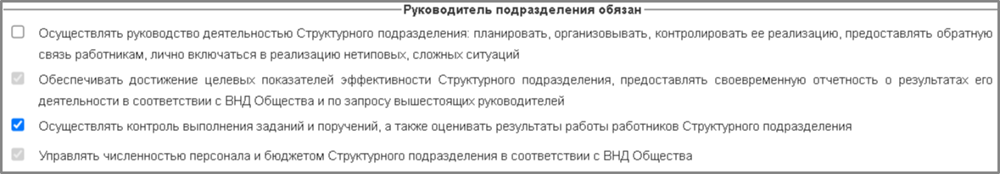 Руководитель подразделения обязан
Осуществлять руководство деятельностью Структурного подразделения: планировать, организовывать, контролировать ее реализацию, предоставлять обратную
связь работникам, лично включаться в реализацию нетиповых, сложных ситуаций
Обеспечивать достижение целевых показателей эффективности Структурного подразделения, предоставлять своевременную отчетность о результатах его
деятельности в соответствии с ВНД Общества и по запросу вышестоящих руководителей
Осуществлять контроль выполнения заданий и поручений, а также оценивать результаты работы работников Структурного подразделения
Управлять численностью персонала и бюджетом Структурного подразделения в соответствии с ВНД Общества